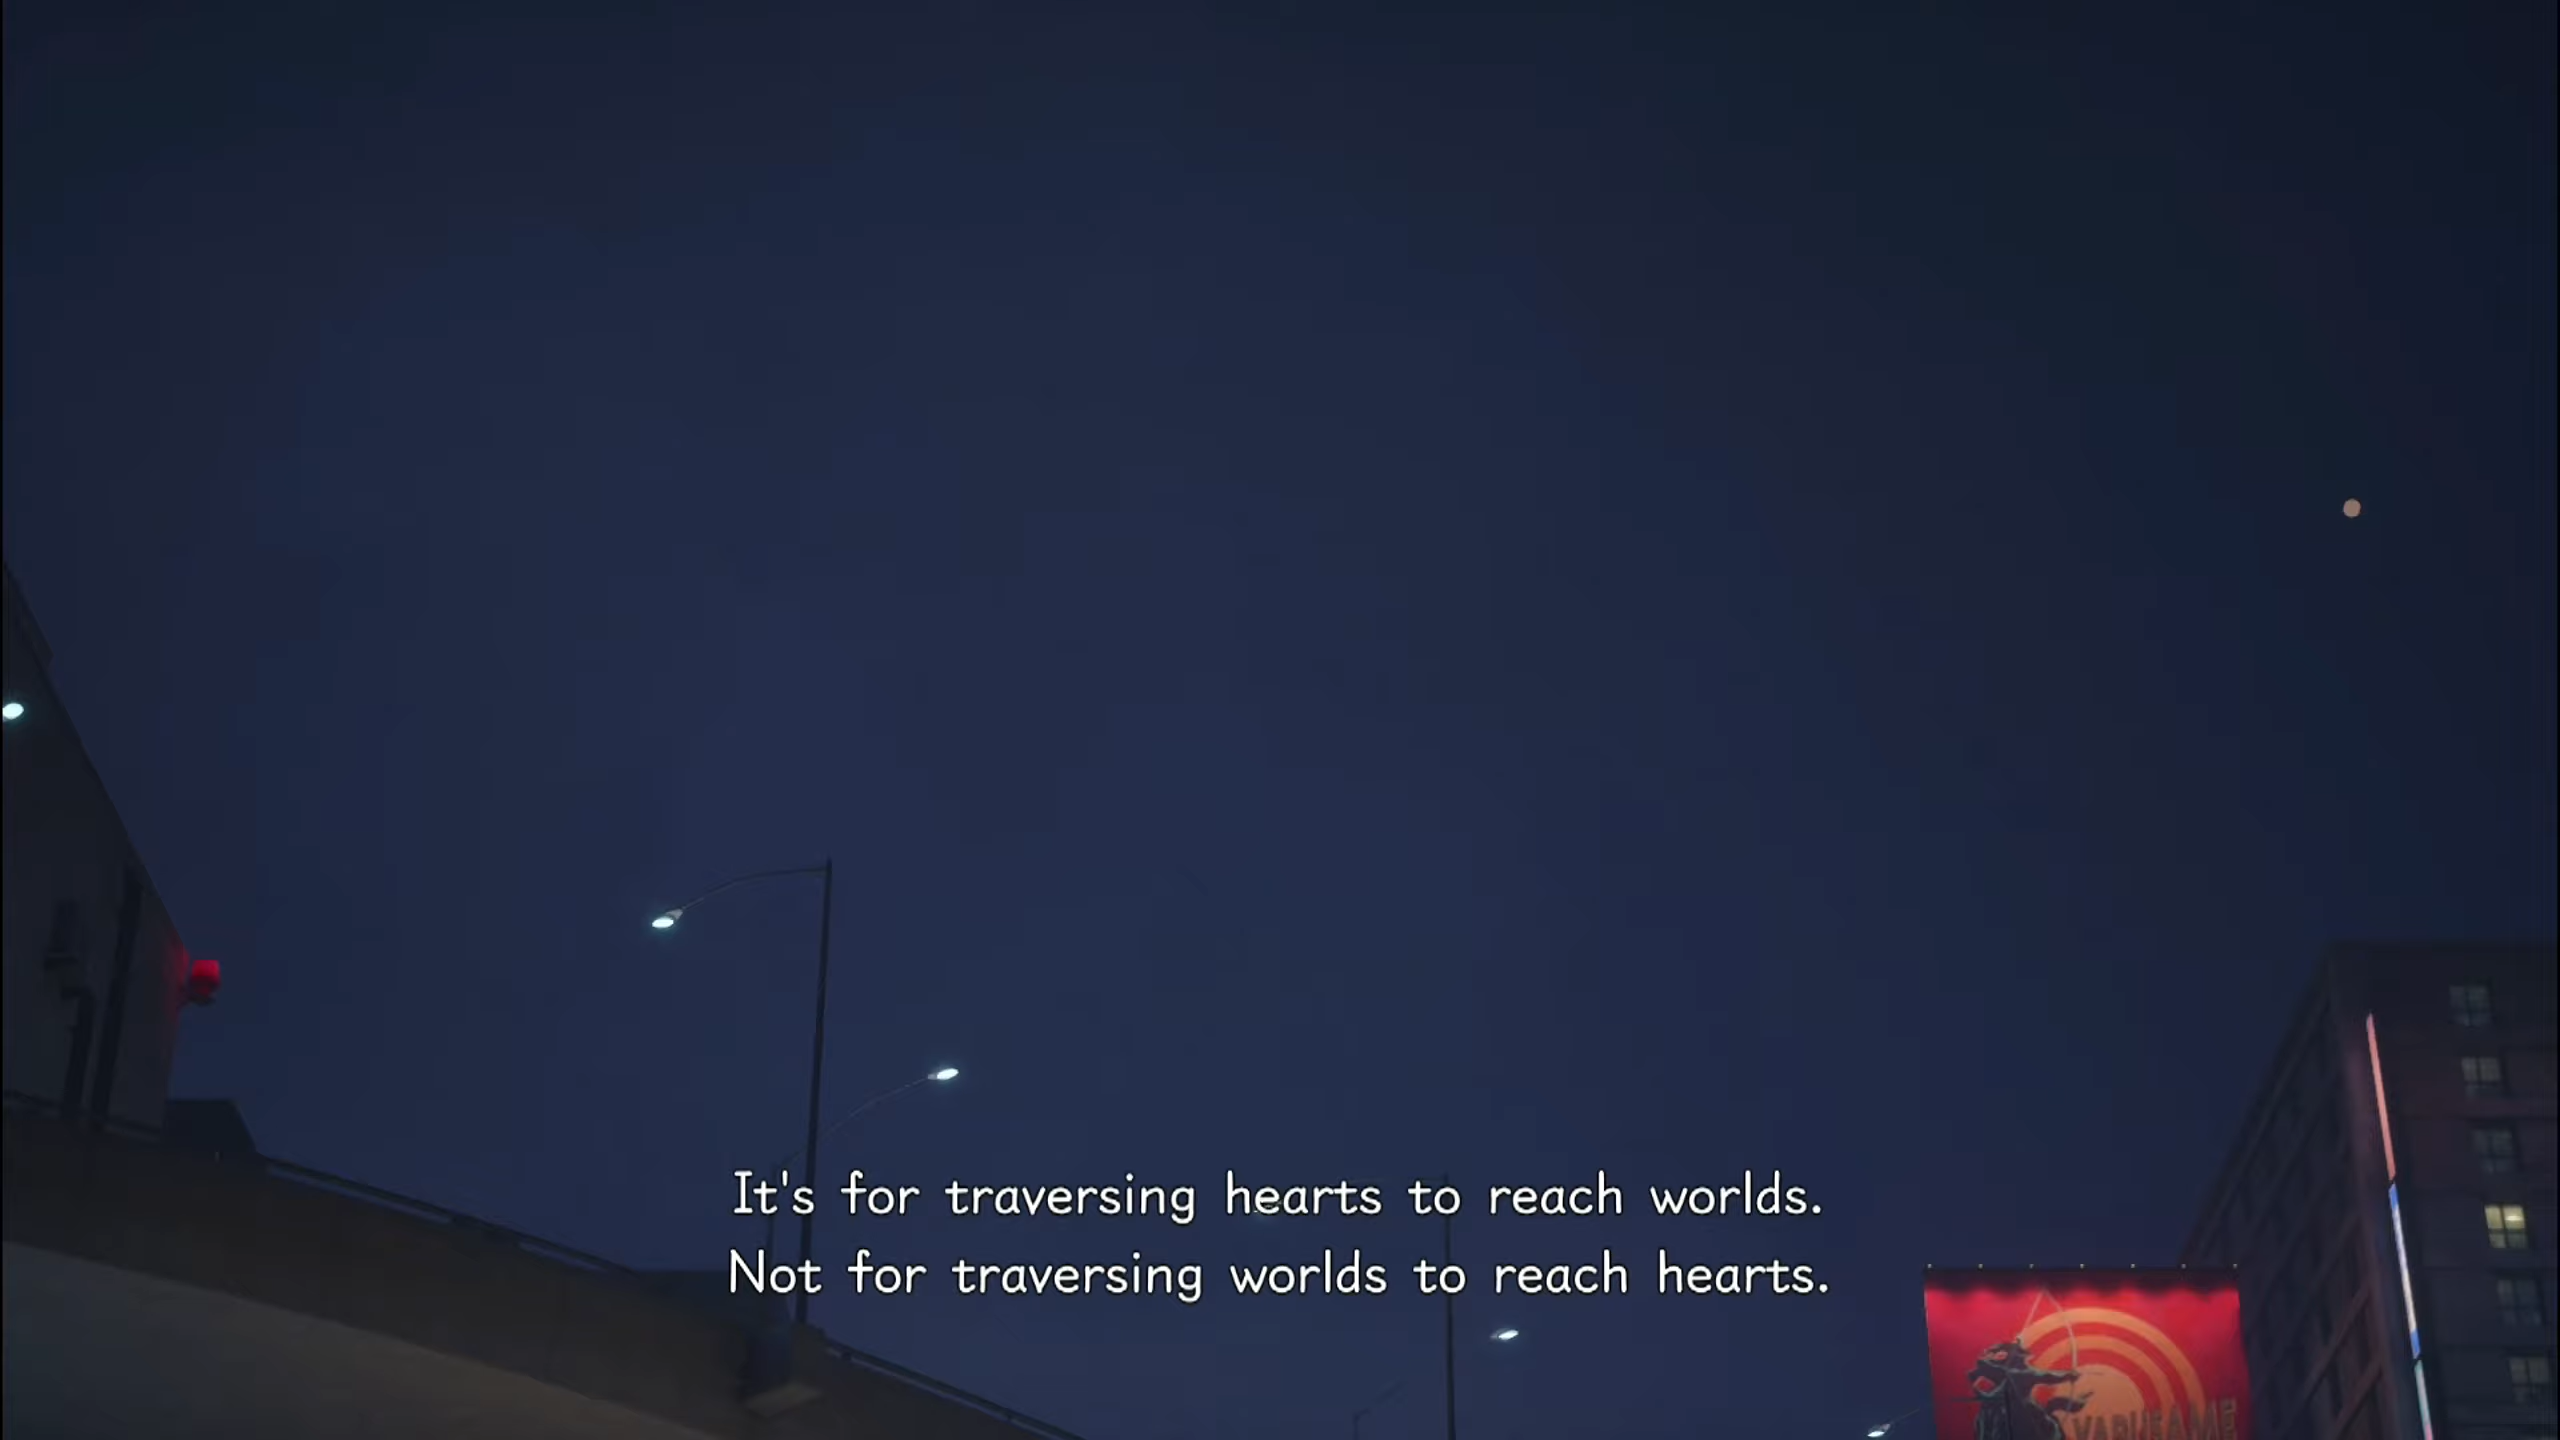 It's for traversing hearts to reach worlds.
Not for traversing worlds to reach hearts.